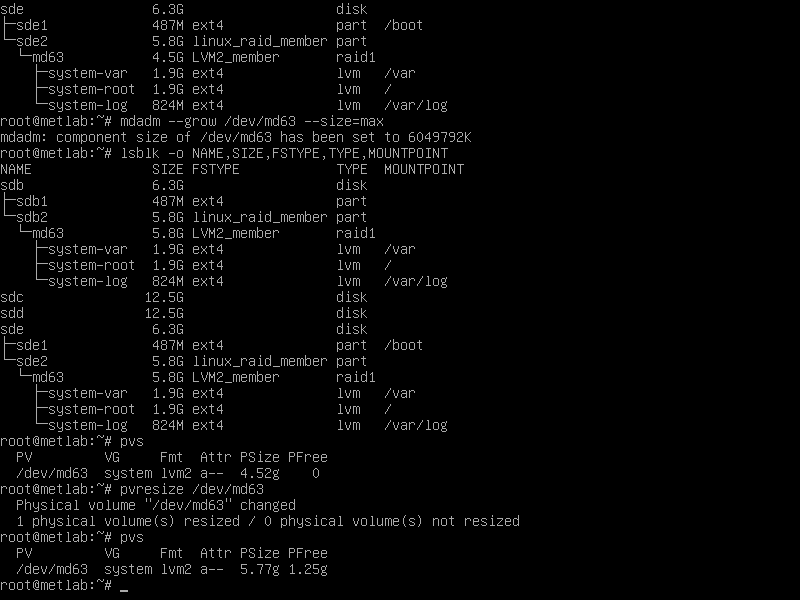 sde                6.3G                   disk
├─sde1             487M ext4              part  /boot
└─sde2             5.8G linux_raid_member part
  └─md63           4.5G LVM2_member       raid1
    ├─system-var   1.9G ext4              lvm   /var
    ├─system-root  1.9G ext4              lvm   /
    └─system-log   824M ext4              lvm   /var/log
root@metlab:~# mdadm --grow /dev/md63 --size=max
mdadm: component size of /dev/md63 has been set to 6049792K
root@metlab:~# lsblk -o NAME,SIZE,FSTYPE,TYPE,MOUNTPOINT
NAME               SIZE FSTYPE            TYPE  MOUNTPOINT
sdb                6.3G                   disk
├─sdb1             487M ext4              part
└─sdb2             5.8G linux_raid_member part
  └─md63           5.8G LVM2_member       raid1
    ├─system-var   1.9G ext4              lvm   /var
    ├─system-root  1.9G ext4              lvm   /
    └─system-log   824M ext4              lvm   /var/log
sdc               12.5G                   disk
sdd               12.5G                   disk
sde                6.3G                   disk
├─sde1             487M ext4              part  /boot
└─sde2             5.8G linux_raid_member part
  └─md63           5.8G LVM2_member       raid1
    ├─system-var   1.9G ext4              lvm   /var
    ├─system-root  1.9G ext4              lvm   /
    └─system-log   824M ext4              lvm   /var/log
root@metlab:~# pvs
  PV         VG     Fmt  Attr PSize PFree
  /dev/md63  system lvm2 a--  4.52g    0
root@metlab:~# pvresize /dev/md63
  Physical volume "/dev/md63" changed
  1 physical volume(s) resized / 0 physical volume(s) not resized
root@metlab:~# pvs
  PV         VG     Fmt  Attr PSize PFree
  /dev/md63  system lvm2 a--  5.77g 1.25g
root@metlab:~# _